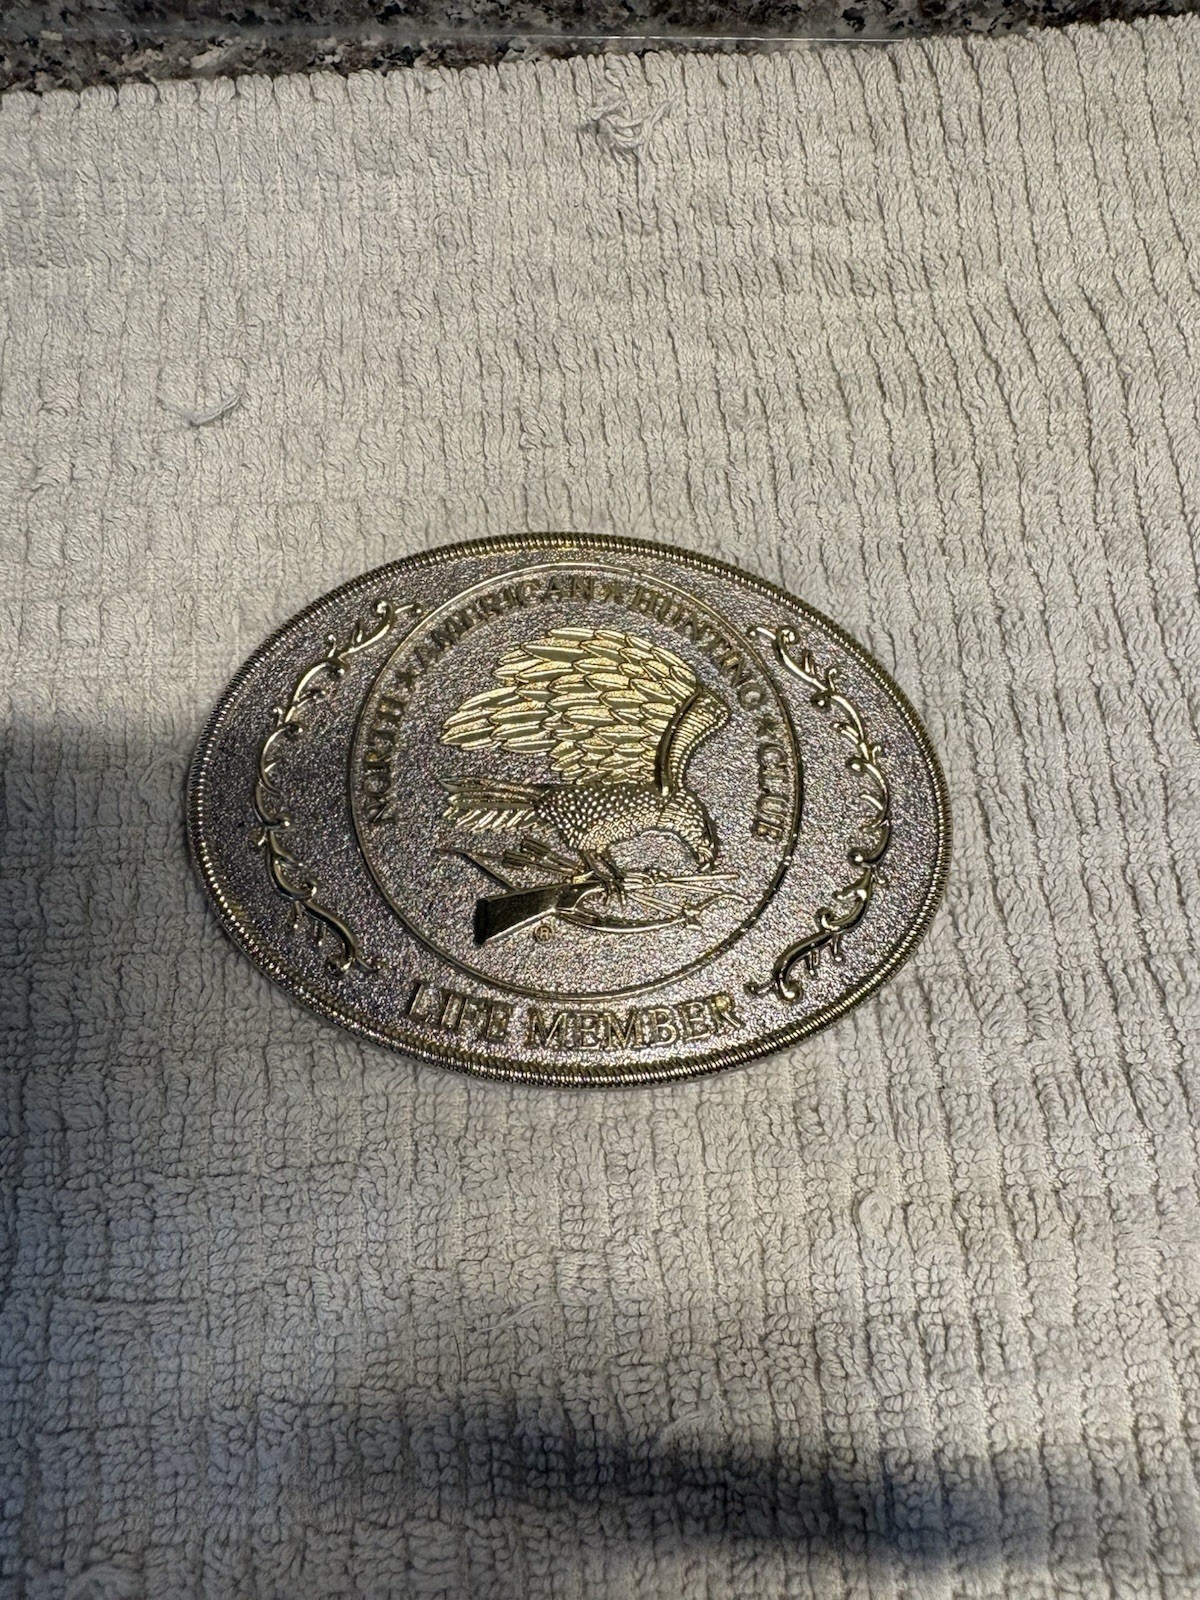 NORTH ★ AMERICAN ★ HUNTING ★ CLUB
©
LIFE MEMBER